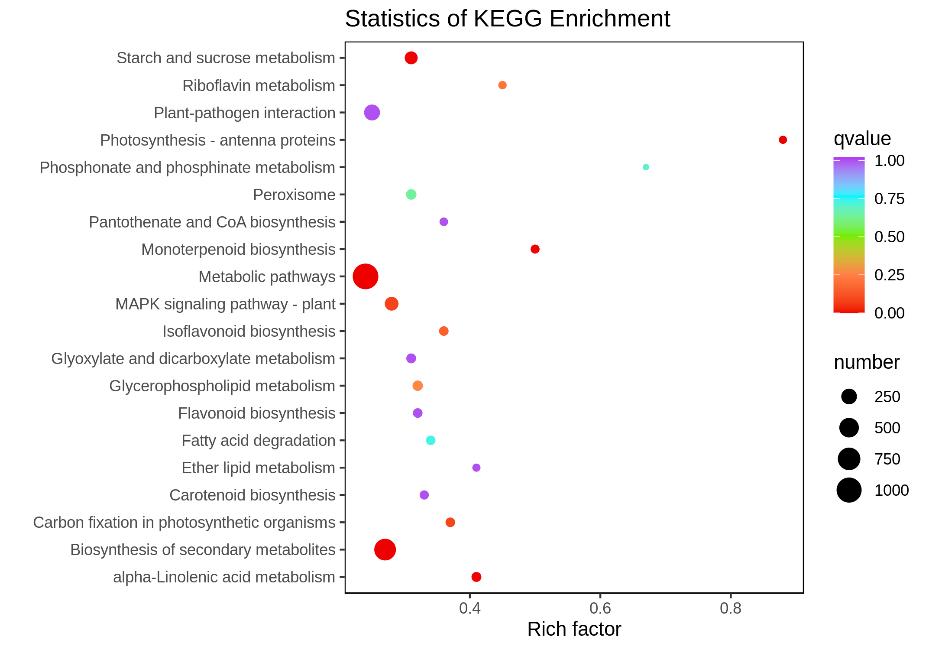 Statistics of KEGG Enrichment
Starch and sucrose metabolism
Riboflavin metabolism
Plant-pathogen interaction
Photosynthesis - antenna proteins
Phosphonate and phosphinate metabolism
Peroxisome
Pantothenate and CoA biosynthesis
Monoterpenoid biosynthesis
Metabolic pathways
MAPK signaling pathway - plant
Isoflavonoid biosynthesis
Glyoxylate and dicarboxylate metabolism
Glycerophospholipid metabolism
Flavonoid biosynthesis
Fatty acid degradation
Ether lipid metabolism
Carotenoid biosynthesis
Carbon fixation in photosynthetic organisms
Biosynthesis of secondary metabolites
alpha-Linolenic acid metabolism
0.4 0.6 0.8
Rich factor
qvalue
1.00
0.75
0.50
0.25
0.00
number
250
500
750
1000